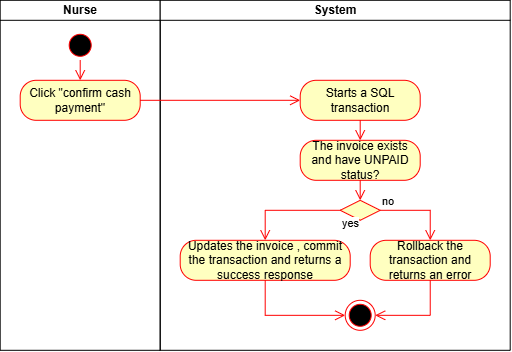 Nurse
System
Click "confirm cash
payment"
Starts a SQL
transaction
The invoice exists
and have UNPAID
status?
no
yes
Updates the invoice , commit
the transaction and returns a
success response
Rollback the
transaction and
returns an error